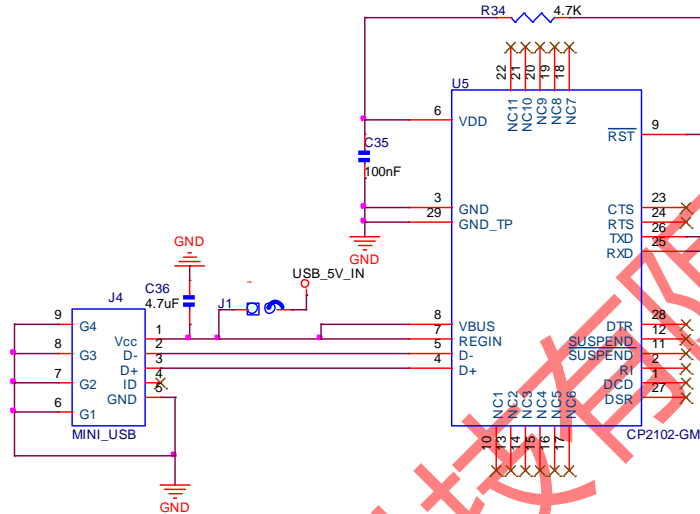 R34 4.7K
22 21 20 19 18
U5
NC11 NC10 NC9 NC8 NC7
6 VDD
RST 9
C35
100nF
3 GND
29 GND_TP
CTS 23
RTS 24
TXD 26
RXD 25
GND
GND
USB_5V_IN
C36
4.7uF
J1
J4
9 G4
8 G3
7 G2
6 G1
Vcc 1
D- 2
D+ 3
ID 4
GND 5
8 VBUS
7 REGIN
5 D-
4 D+
DTR 28
SUSPEND 12
SUSPEND 11
RI 2
DCD 1
DSR 27
NC1 NC2 NC3 NC4 NC5 NC6
10 13 14 15 16 17
MINI_USB
CP2102-GM
GND
技有